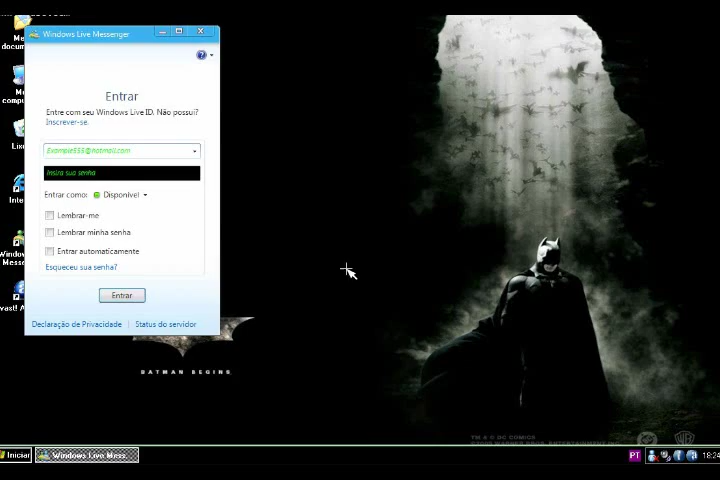 Windows Live Messenger
Entrar
Entre com seu Windows Live ID. Não possui?
Inscrever-se.
Example555@hotmail.com
Insira sua senha
Entrar como: Disponível
Lembrar-me
Lembrar minha senha
Entrar automaticamente
Esqueceu sua senha?
Entrar
Declaração de Privacidade | Status do servidor
BATMAN BEGINS
Iniciar
Windows Live Mess...
PT
18:24